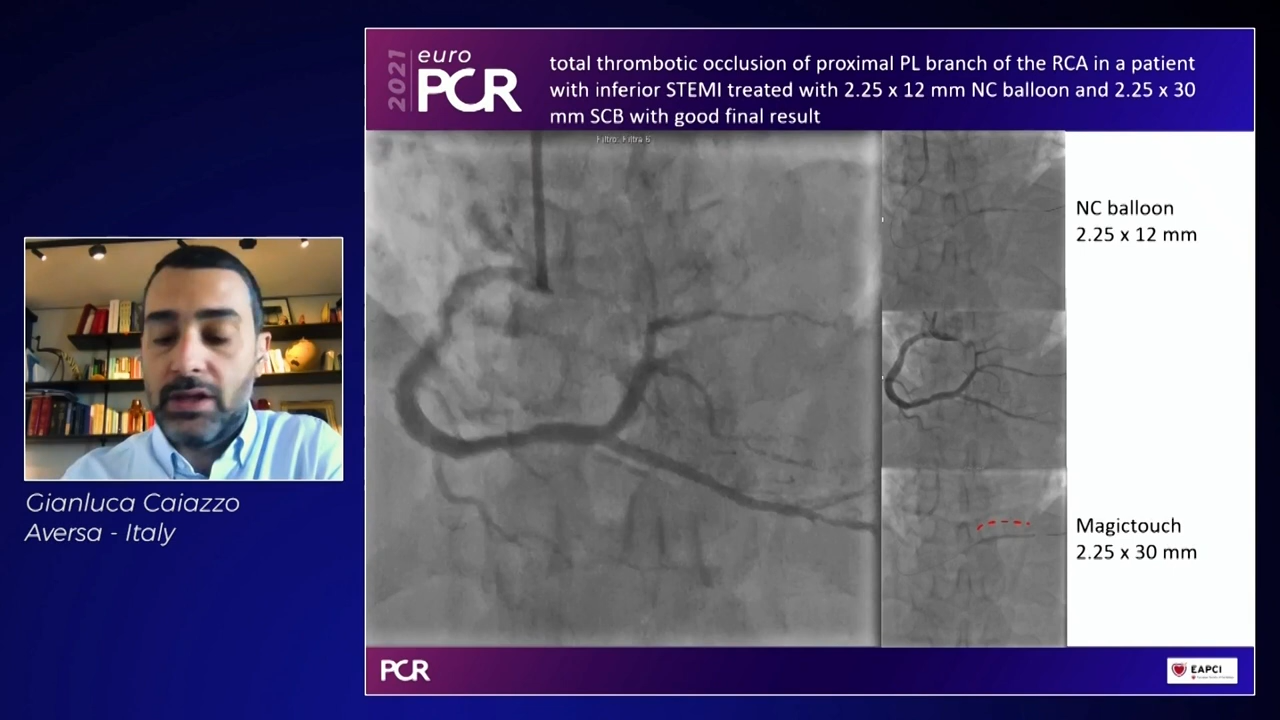 2021
euro
PCR
total thrombotic occlusion of proximal PL branch of the RCA in a patient
with inferior STEMI treated with 2.25 x 12 mm NC balloon and 2.25 x 30
mm SCB with good final result
NC balloon
2.25 x 12 mm
Magictouch
2.25 x 30 mm
Gianluca Caiazzo
Aversa - Italy
PCR
EAPCI